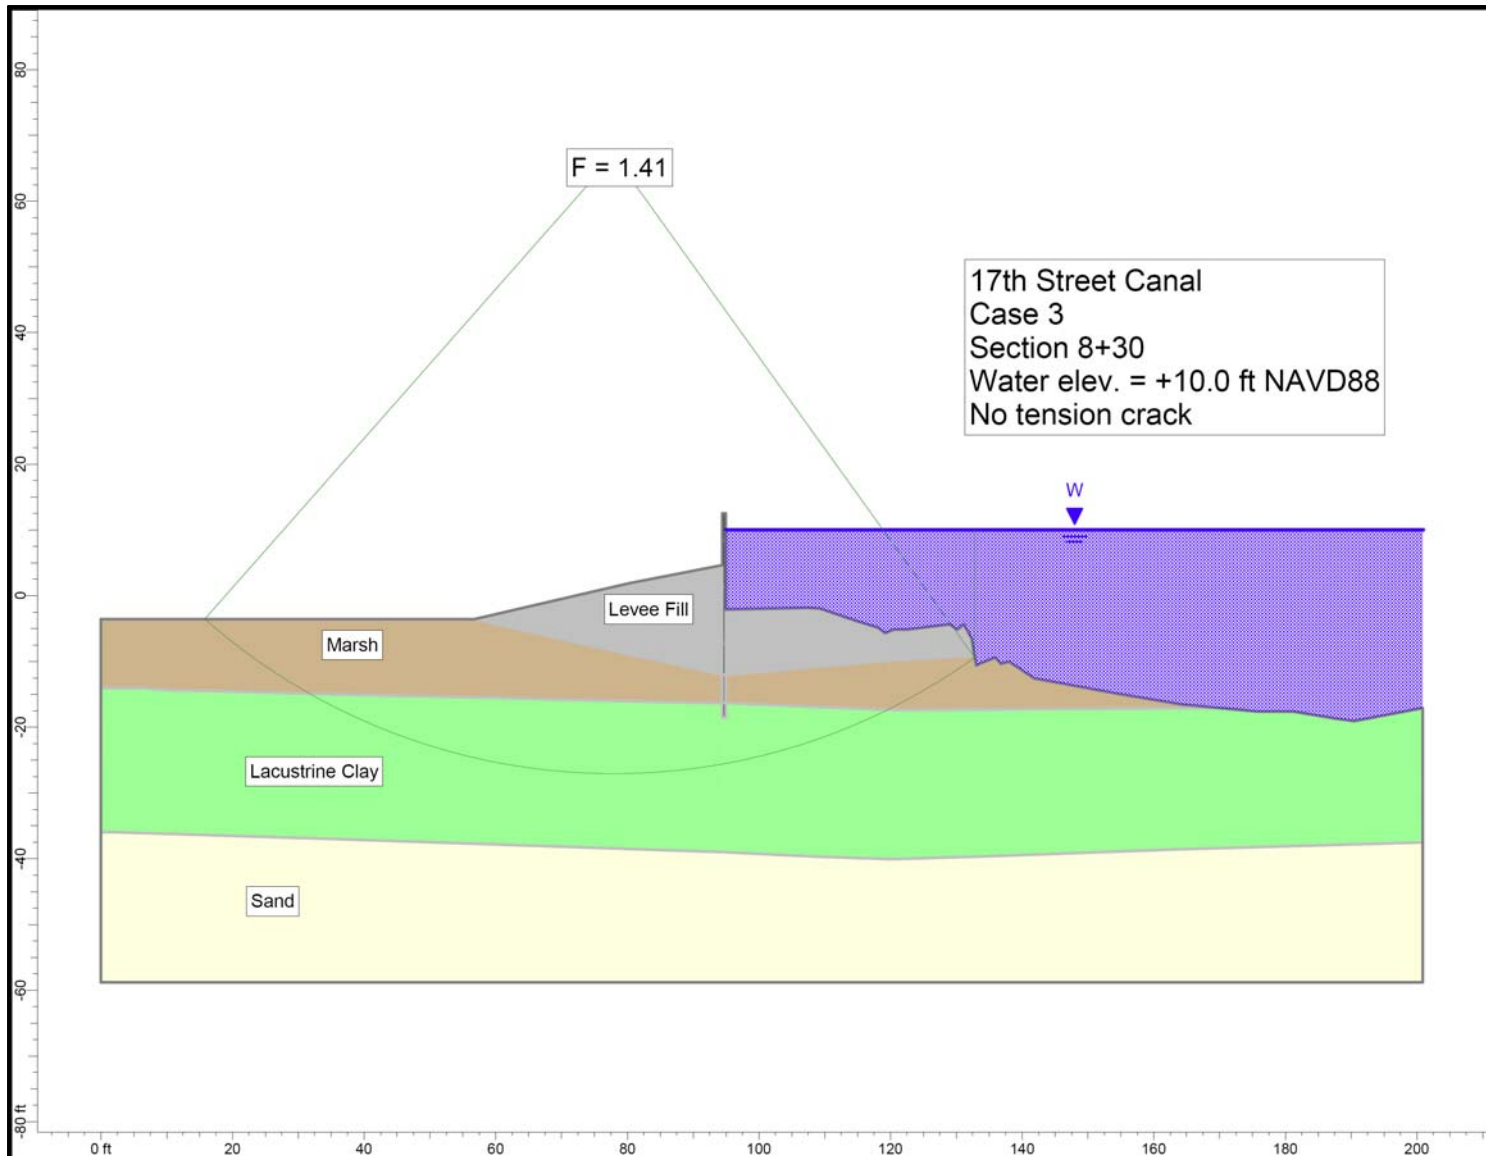 80
60
40
20
0
-20
-40
-60
-80 ft
F = 1.41
17th Street Canal
Case 3
Section 8+30
Water elev. = +10.0 ft NAVD88
No tension crack
W
Levee Fill
Marsh
Lacustrine Clay
Sand
0 ft 20 40 60 80 100 120 140 160 180 200